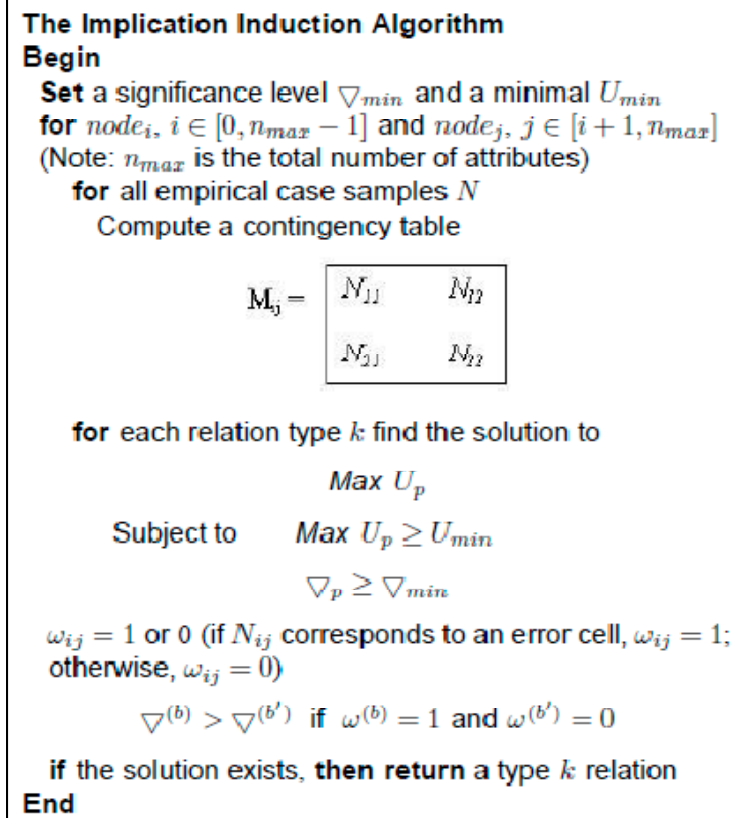 The Implication Induction Algorithm
Begin
Set a significance level ▽min and a minimal Umin
for nodeᵢ, i ∈ [0, nmax − 1] and nodeⱼ, j ∈ [i + 1, nmax]
(Note: nmax is the total number of attributes)
for all empirical case samples N
Compute a contingency table
Mij = N11 N12
N21 N22
for each relation type k find the solution to
Max Up
Subject to Max Up ≥ Umin
▽p ≥ ▽min
ωij = 1 or 0 (if Nij corresponds to an error cell, ωij = 1;
otherwise, ωij = 0)
▽(b) > ▽(b′) if ω(b) = 1 and ω(b′) = 0
if the solution exists, then return a type k relation
End